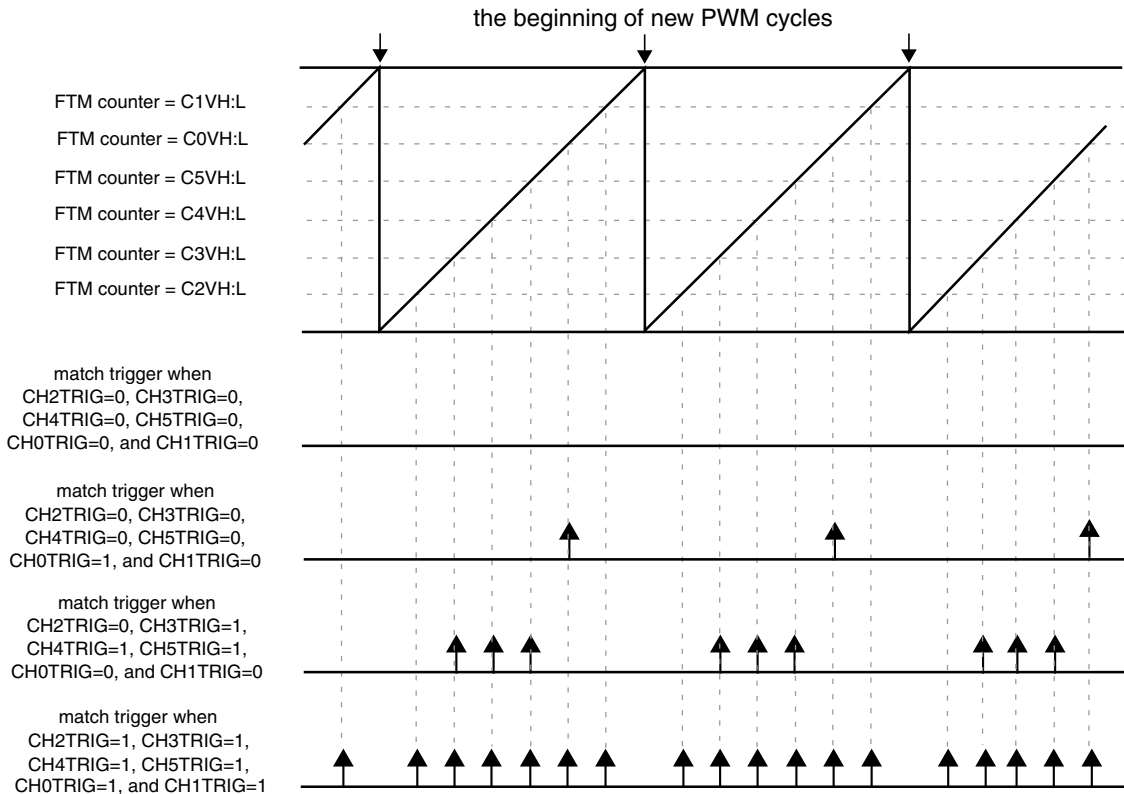 the beginning of new PWM cycles
FTM counter = C1VH:L
FTM counter = C0VH:L
FTM counter = C5VH:L
FTM counter = C4VH:L
FTM counter = C3VH:L
FTM counter = C2VH:L
match trigger when
CH2TRIG=0, CH3TRIG=0,
CH4TRIG=0, CH5TRIG=0,
CH0TRIG=0, and CH1TRIG=0
match trigger when
CH2TRIG=0, CH3TRIG=0,
CH4TRIG=0, CH5TRIG=0,
CH0TRIG=1, and CH1TRIG=0
match trigger when
CH2TRIG=0, CH3TRIG=1,
CH4TRIG=1, CH5TRIG=1,
CH0TRIG=0, and CH1TRIG=0
match trigger when
CH2TRIG=1, CH3TRIG=1,
CH4TRIG=1, CH5TRIG=1,
CH0TRIG=1, and CH1TRIG=1